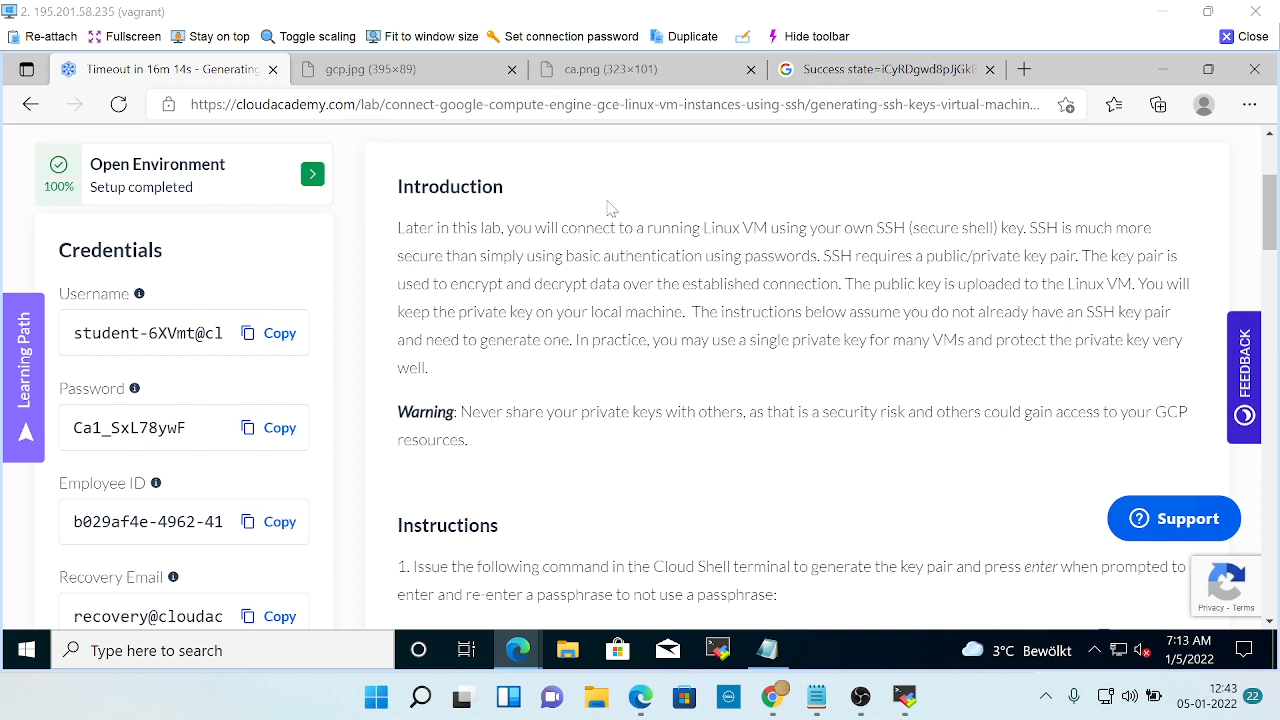 2. 195.201.58.235 (vagrant)
Re-attach Fullscreen Stay on top Toggle scaling Fit to window size Set connection password Duplicate Hide toolbar Close
Timeout in 16m 14s - Generating gcp.jpg (395×89) ca.png (323×101) Success state=iCyRDgwd8pJjGkB
https://cloudacademy.com/lab/connect-google-compute-engine-gce-linux-vm-instances-using-ssh/generating-ssh-keys-virtual-machin...
100%
Open Environment
Setup completed
Credentials
Username
student-6XVmt@cl Copy
Password
Ca1_SxL78ywF Copy
Employee ID
b029af4e-4962-41 Copy
Recovery Email
recovery@cloudac Copy
Learning Path
Introduction
Later in this lab, you will connect to a running Linux VM using your own SSH (secure shell) key. SSH is much more
secure than simply using basic authentication using passwords. SSH requires a public/private key pair. The key pair is
used to encrypt and decrypt data over the established connection. The public key is uploaded to the Linux VM. You will
keep the private key on your local machine. The instructions below assume you do not already have an SSH key pair
and need to generate one. In practice, you may use a single private key for many VMs and protect the private key very
well.
Warning: Never share your private keys with others, as that is a security risk and others could gain access to your GCP
resources.
Instructions
1. Issue the following command in the Cloud Shell terminal to generate the key pair and press enter when prompted to
enter and re-enter a passphrase to not use a passphrase:
FEEDBACK
Support
Privacy - Terms
Type here to search
3°C Bewölkt
7:13 AM
1/5/2022
12:43
05-01-2022
22